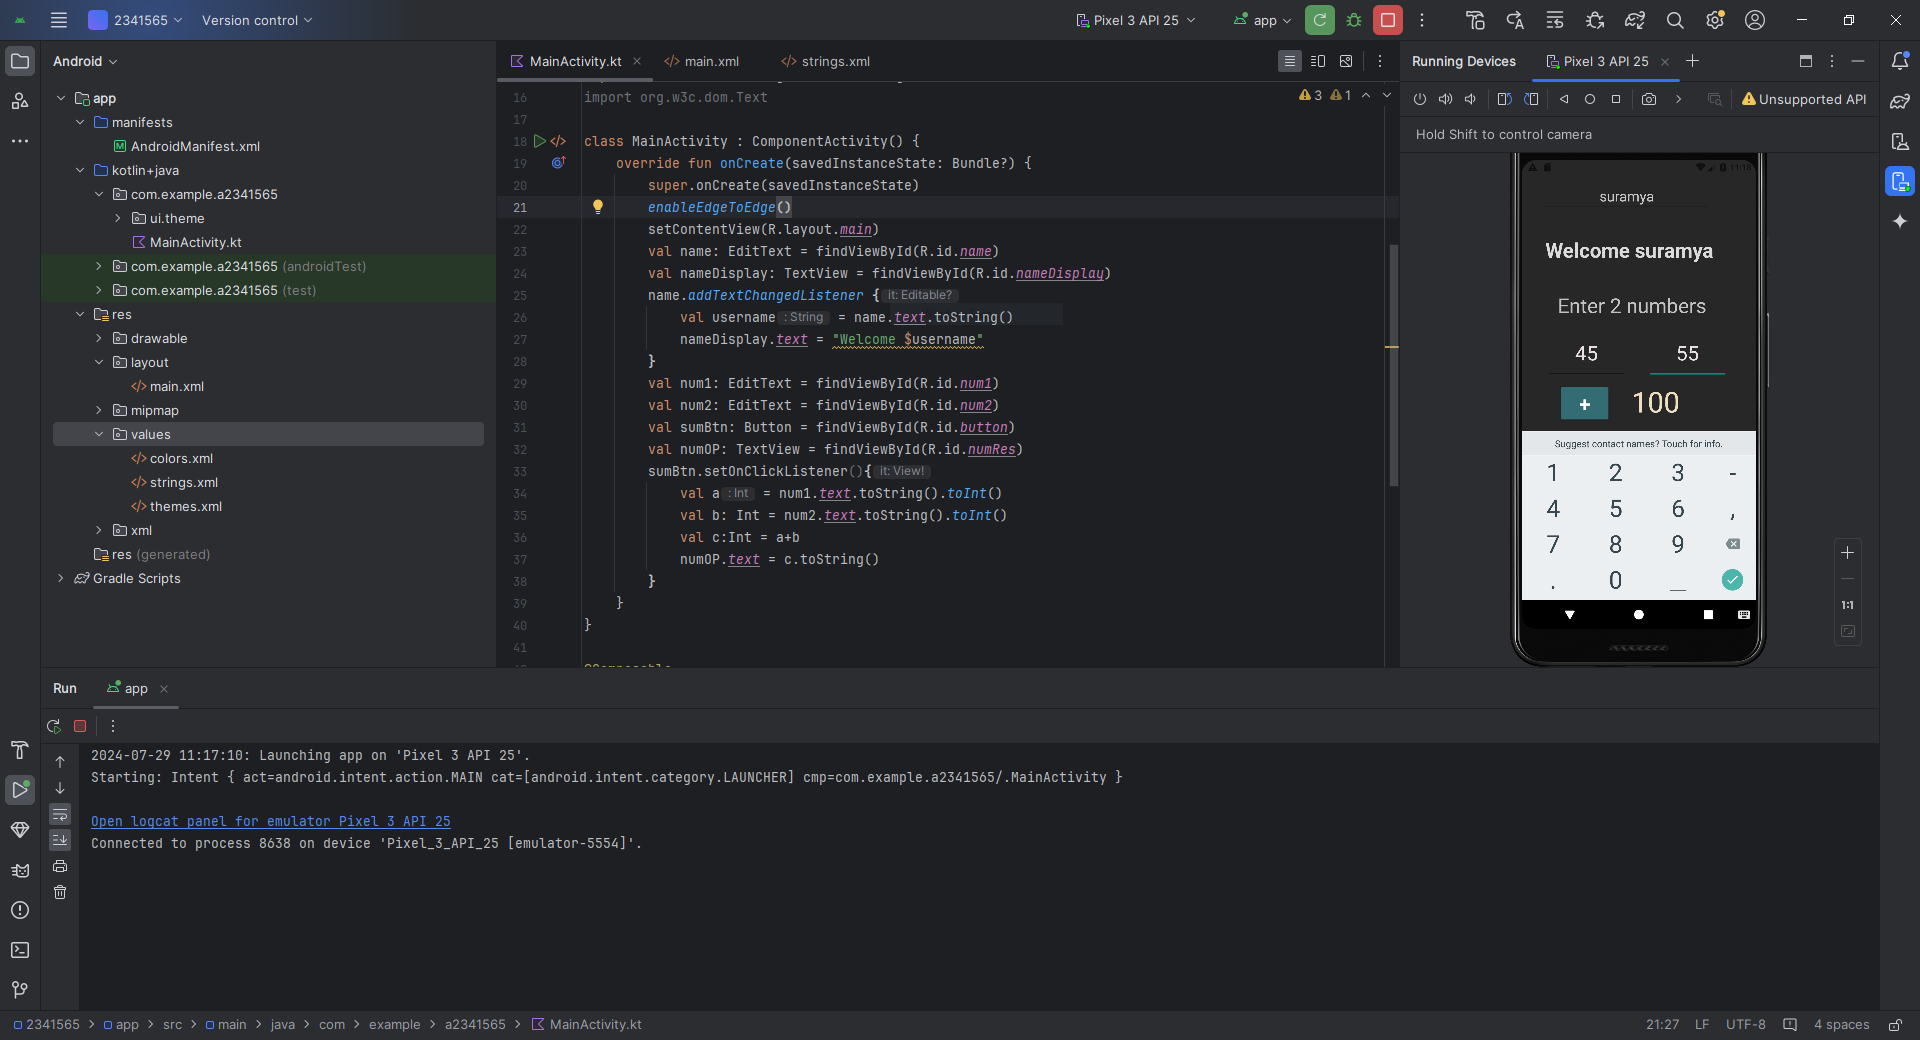 2341565 Version control Pixel 3 API 25 app
Android
app
manifests
AndroidManifest.xml
kotlin+java
com.example.a2341565
ui.theme
MainActivity.kt
com.example.a2341565 (androidTest)
com.example.a2341565 (test)
res
drawable
layout
main.xml
mipmap
values
colors.xml
strings.xml
themes.xml
xml
res (generated)
Gradle Scripts
MainActivity.kt main.xml strings.xml
3 1
16 import org.w3c.dom.Text
17
18 class MainActivity : ComponentActivity() {
19 override fun onCreate(savedInstanceState: Bundle?) {
20 super.onCreate(savedInstanceState)
21 enableEdgeToEdge()
22 setContentView(R.layout.main)
23 val name: EditText = findViewById(R.id.name)
24 val nameDisplay: TextView = findViewById(R.id.nameDisplay)
25 name.addTextChangedListener { it: Editable?
26 val username : String = name.text.toString()
27 nameDisplay.text = "Welcome $username"
28 }
29 val num1: EditText = findViewById(R.id.num1)
30 val num2: EditText = findViewById(R.id.num2)
31 val sumBtn: Button = findViewById(R.id.button)
32 val numOP: TextView = findViewById(R.id.numRes)
33 sumBtn.setOnClickListener(){ it: View!
34 val a : Int = num1.text.toString().toInt()
35 val b: Int = num2.text.toString().toInt()
36 val c:Int = a+b
37 numOP.text = c.toString()
38 }
39 }
40 }
41
Running Devices Pixel 3 API 25
Unsupported API
Hold Shift to control camera
11:18
suramya
Welcome suramya
Enter 2 numbers
45 55
+ 100
Suggest contact names? Touch for info.
1 2 3 -
4 5 6 ,
7 8 9
. 0 _
1:1
Run app
2024-07-29 11:17:10: Launching app on 'Pixel 3 API 25'.
Starting: Intent { act=android.intent.action.MAIN cat=[android.intent.category.LAUNCHER] cmp=com.example.a2341565/.MainActivity }
Open logcat panel for emulator Pixel 3 API 25
Connected to process 8638 on device 'Pixel_3_API_25 [emulator-5554]'.
2341565 > app > src > main > java > com > example > a2341565 > MainActivity.kt
21:27 LF UTF-8 4 spaces